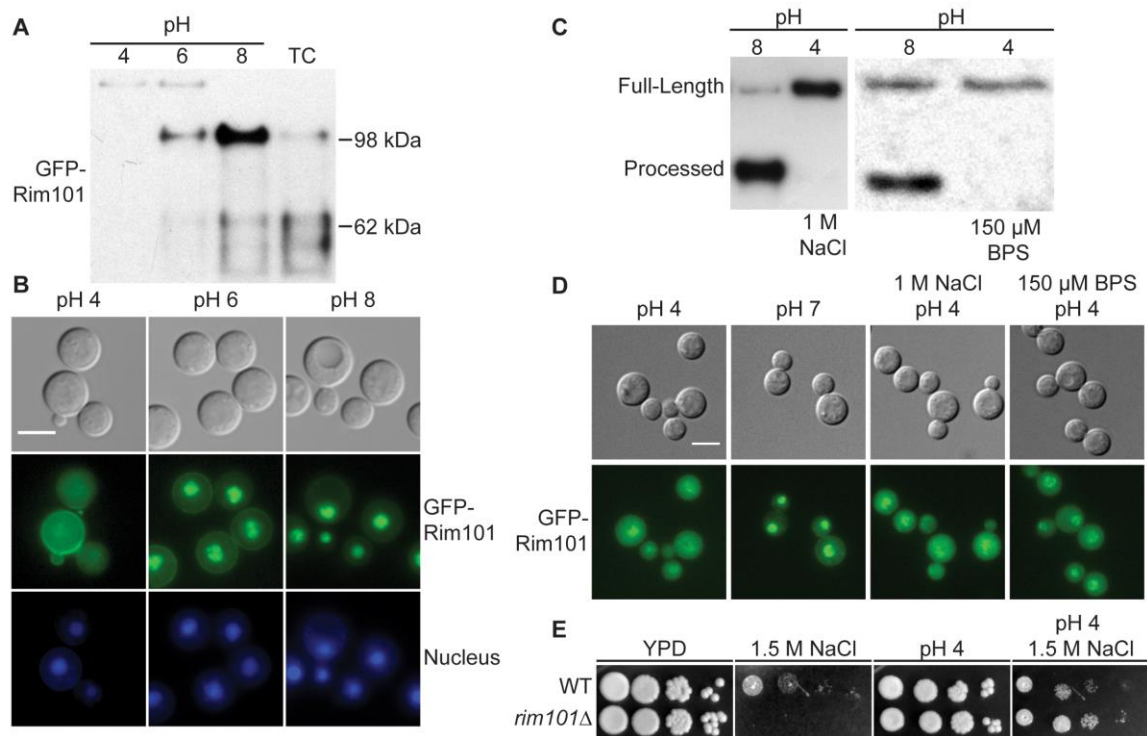 A
pH
4 6 8 TC
98 kDa
GFP-
Rim101
62 kDa
B
pH 4 pH 6 pH 8
GFP-
Rim101
Nucleus
C
pH pH
8 4 8 4
Full-Length
Processed
1 M
NaCl
150 µM
BPS
D
1 M NaCl 150 µM BPS
pH 4 pH 7 pH 4 pH 4
GFP-
Rim101
E
pH 4
YPD 1.5 M NaCl pH 4 1.5 M NaCl
WT
rim101Δ